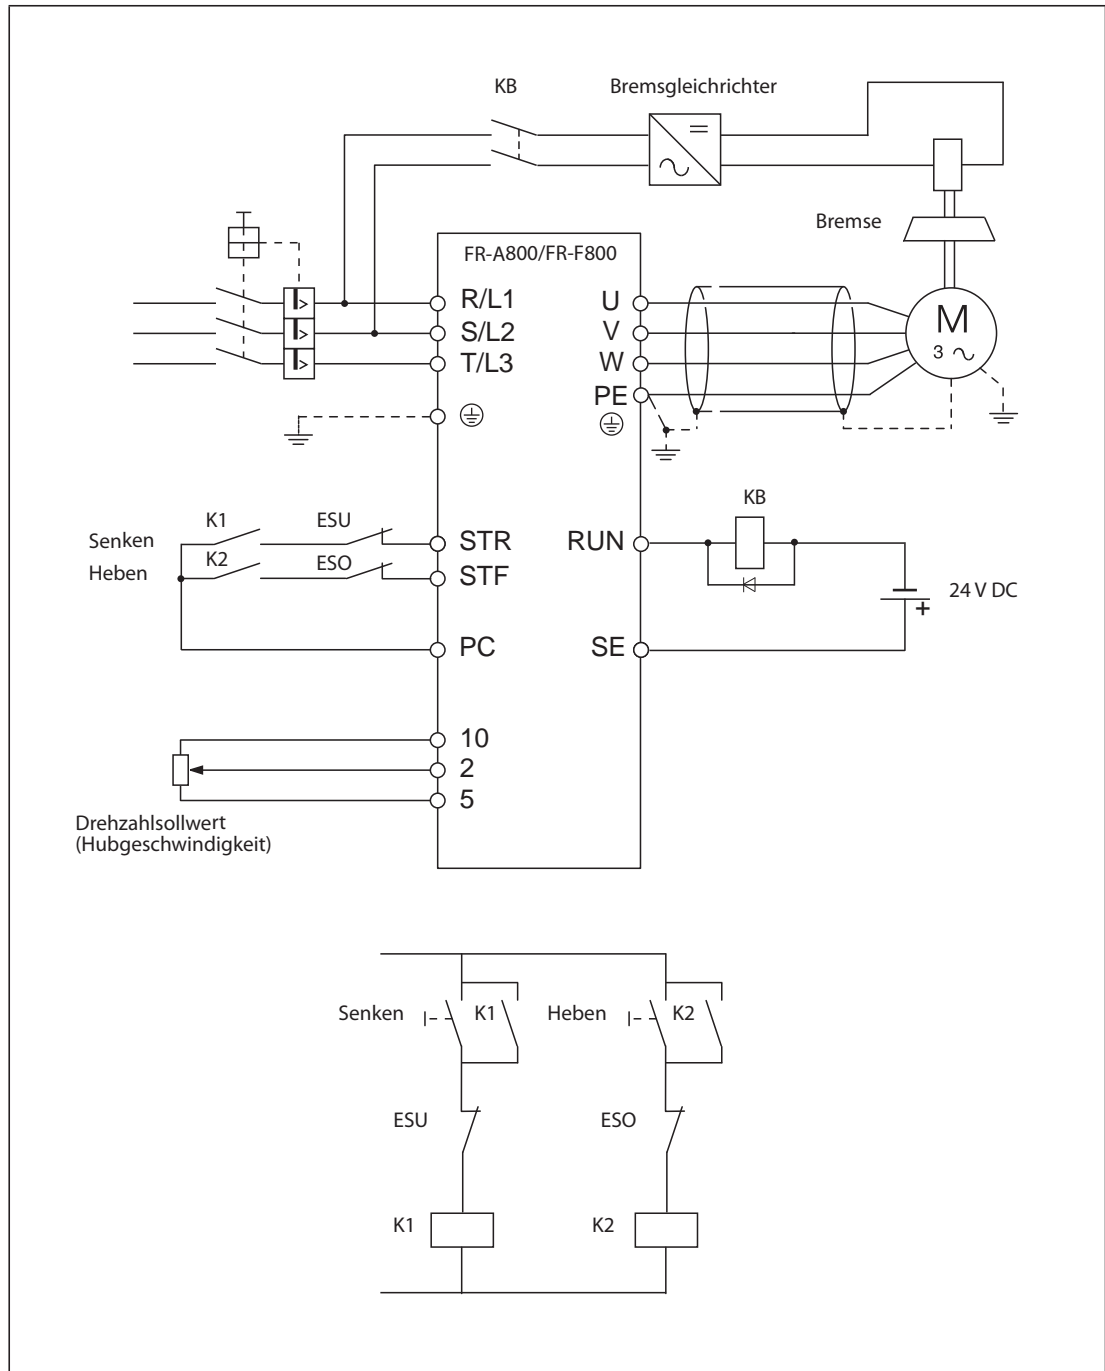 KB
Bremsgleichrichter
Bremse
FR-A800/FR-F800
R/L1
U
S/L2
V
M
3
T/L3
W
PE
K1
ESU
KB
Senken
STR
RUN
K2
ESO
Heben
STF
24 V DC
+
PC
SE
10
2
5
Drehzahlsollwert
(Hubgeschwindigkeit)
Senken
K1
Heben
K2
ESU
ESO
K1
K2